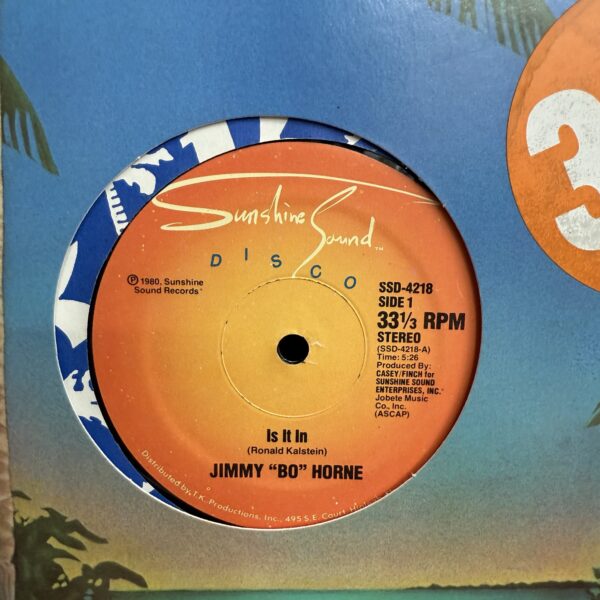 Sunshine Sound™
DISCO
℗ 1980, Sunshine
Sound Records
SSD-4218
SIDE 1
33⅓ RPM
STEREO
(SSD-4218-A)
Time: 5:26
Produced By:
CASEY/FINCH for
SUNSHINE SOUND
ENTERPRISES, INC.
Jobete Music
Co., Inc.
(ASCAP)
Is It In
(Ronald Kalstein)
JIMMY “BO” HORNE
Distributed by T.K. Productions, Inc., 495 S.E. Court
3